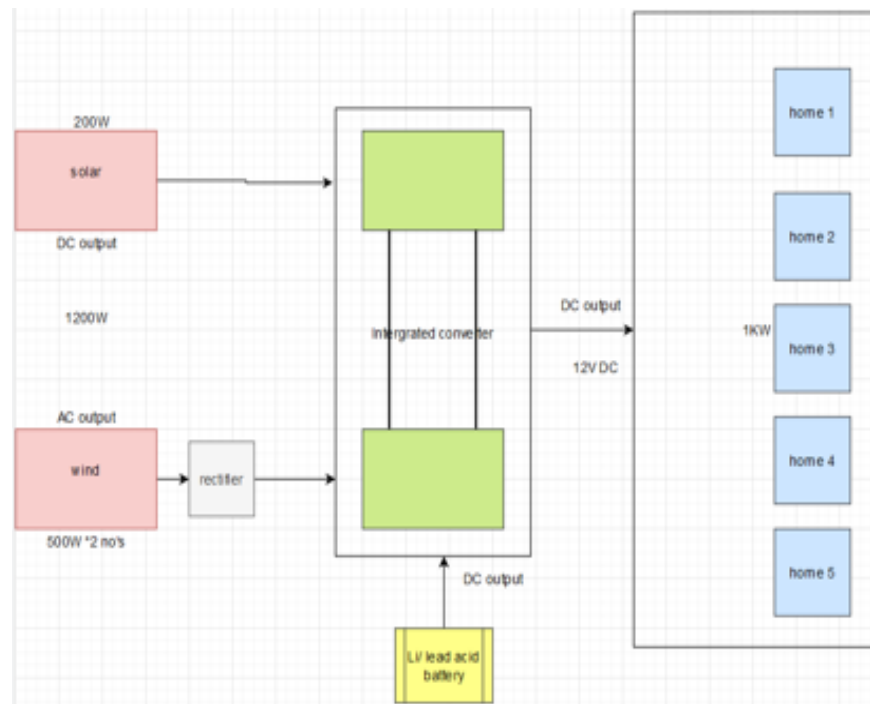 200W
solar
DC output
1200W
AC output
wind
500W *2 no's
rectifier
Intergrated converter
DC output
Li/ lead acid
battery
DC output
12V DC
1KW
home 1
home 2
home 3
home 4
home 5